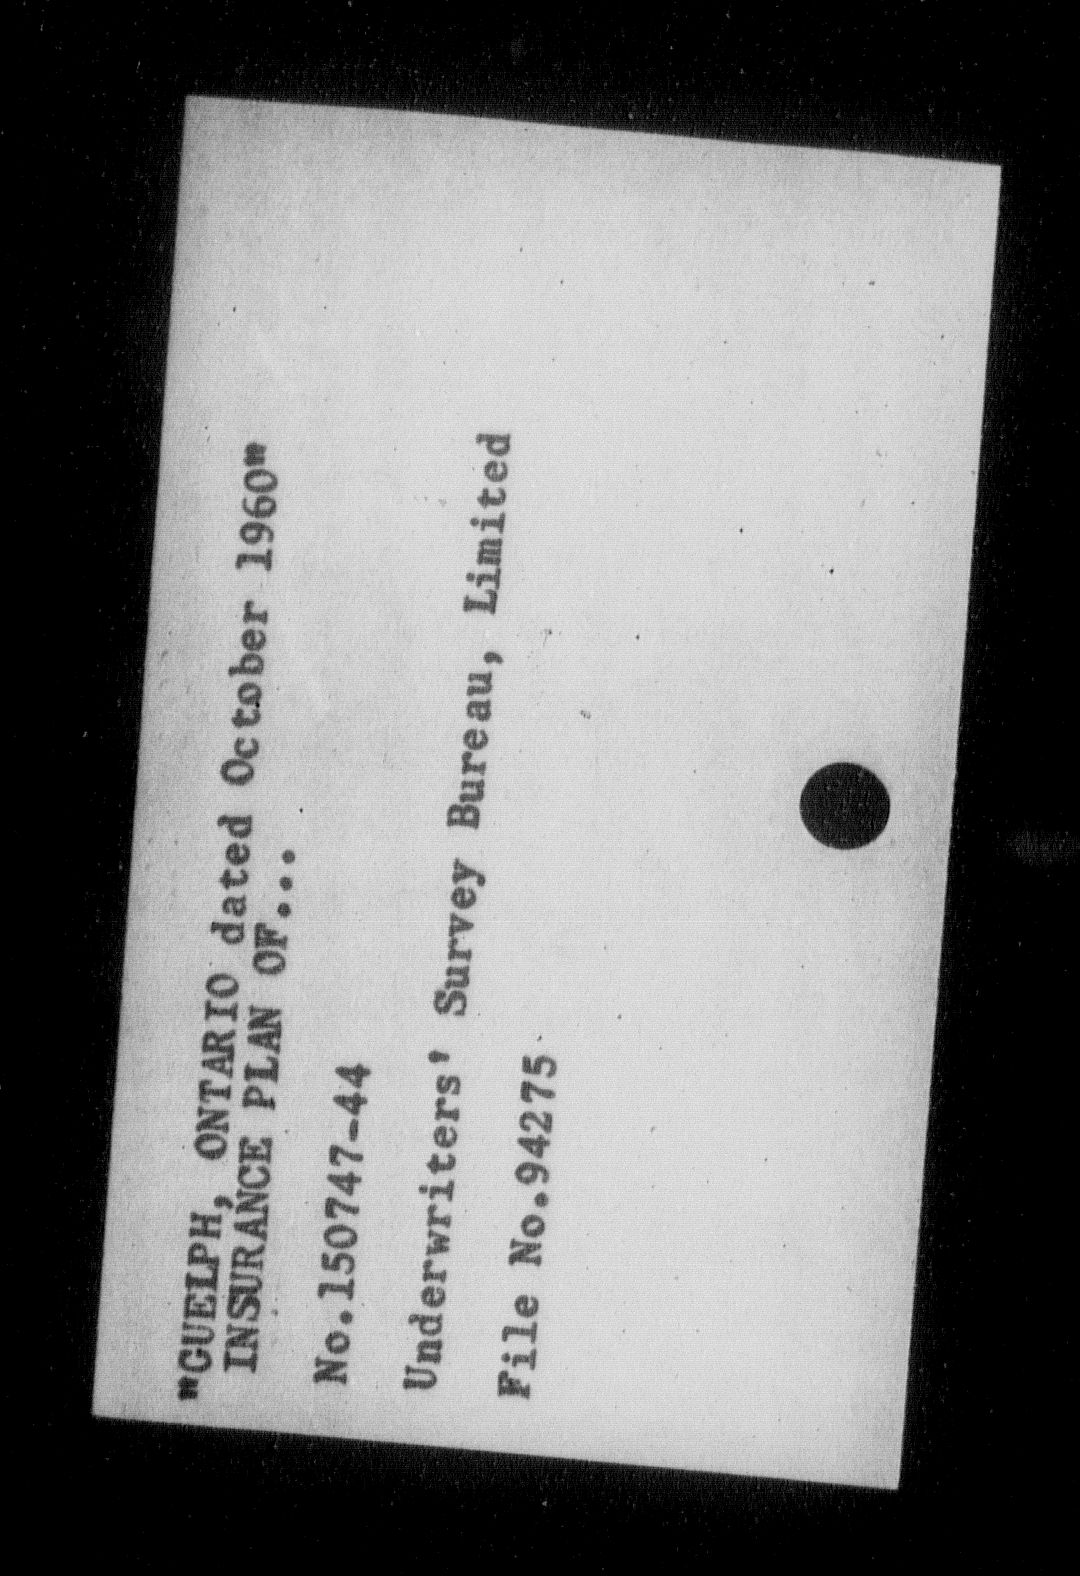 "GUELPH, ONTARIO dated October 1960"
INSURANCE PLAN OF...
No.150747-44
Underwriters' Survey Bureau, Limited
File No.94275